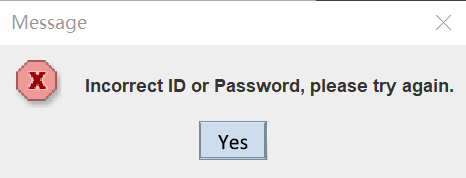 Message
Incorrect ID or Password, please try again.
Yes